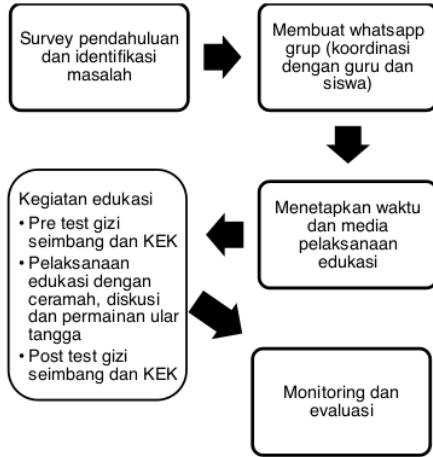 Survey pendahuluan
dan identifikasi
masalah
Membuat whatsapp
grup (koordinasi
dengan guru dan
siswa)
Menetapkan waktu
dan media
pelaksanaan
edukasi
Kegiatan edukasi
• Pre test gizi
seimbang dan KEK
• Pelaksanaan
edukasi dengan
ceramah, diskusi
dan permainan ular
tangga
• Post test gizi
seimbang dan KEK
Monitoring dan
evaluasi